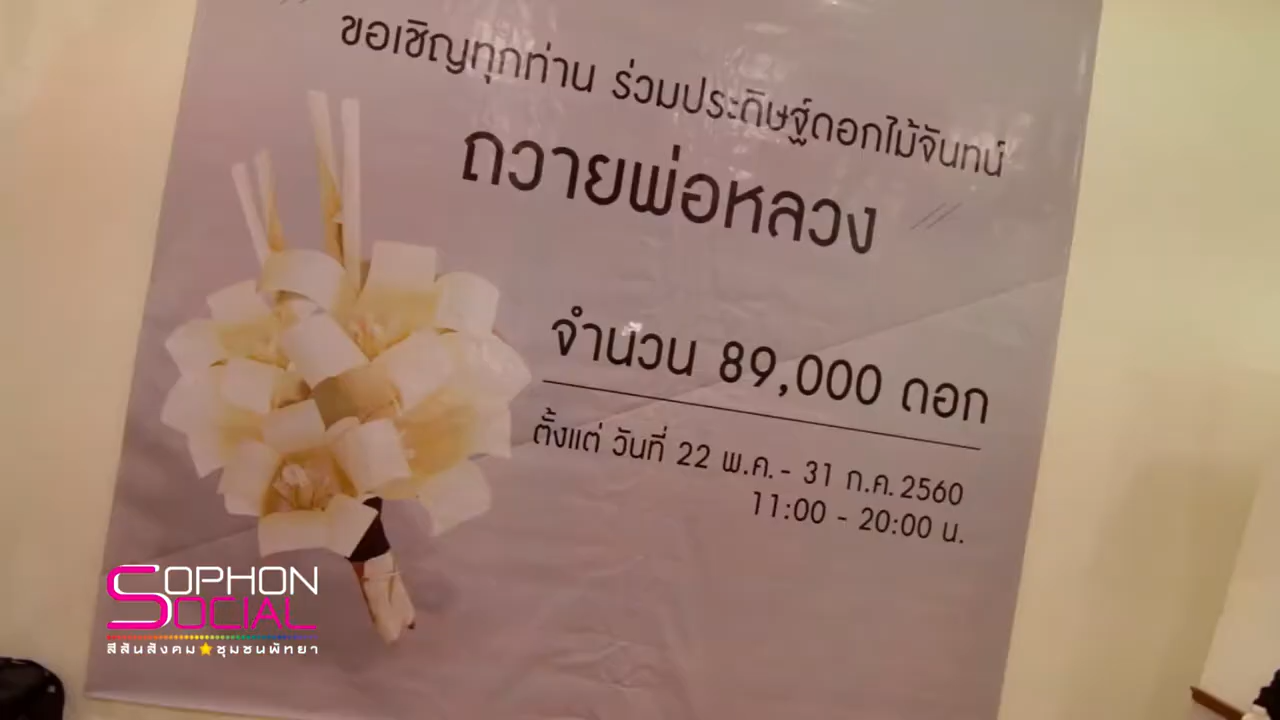 ขอเชิญทุกท่าน ร่วมประดิษฐ์ดอกไม้จันทน์
ถวายพ่อหลวง
จำนวน 89,000 ดอก
ตั้งแต่ วันที่ 22 พ.ค. - 31 ก.ค. 2560
11:00 - 20:00 น.
SOPHON
SOCIAL
สีสันสังคม ชุมชนพัทยา